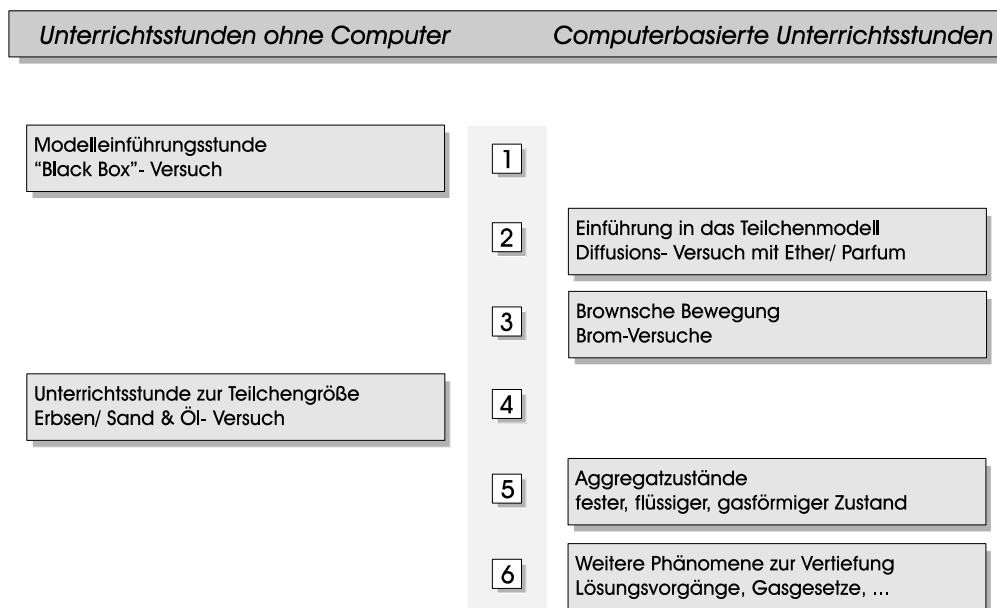 Unterrichtsstunden ohne Computer
Computerbasierte Unterrichtsstunden
Modelleinführungsstunde
“Black Box”- Versuch
1
2
Einführung in das Teilchenmodell
Diffusions- Versuch mit Ether/ Parfum
3
Brownsche Bewegung
Brom-Versuche
Unterrichtsstunde zur Teilchengröße
Erbsen/ Sand & Öl- Versuch
4
5
Aggregatzustände
fester, flüssiger, gasförmiger Zustand
6
Weitere Phänomene zur Vertiefung
Lösungsvorgänge, Gasgesetze, ...